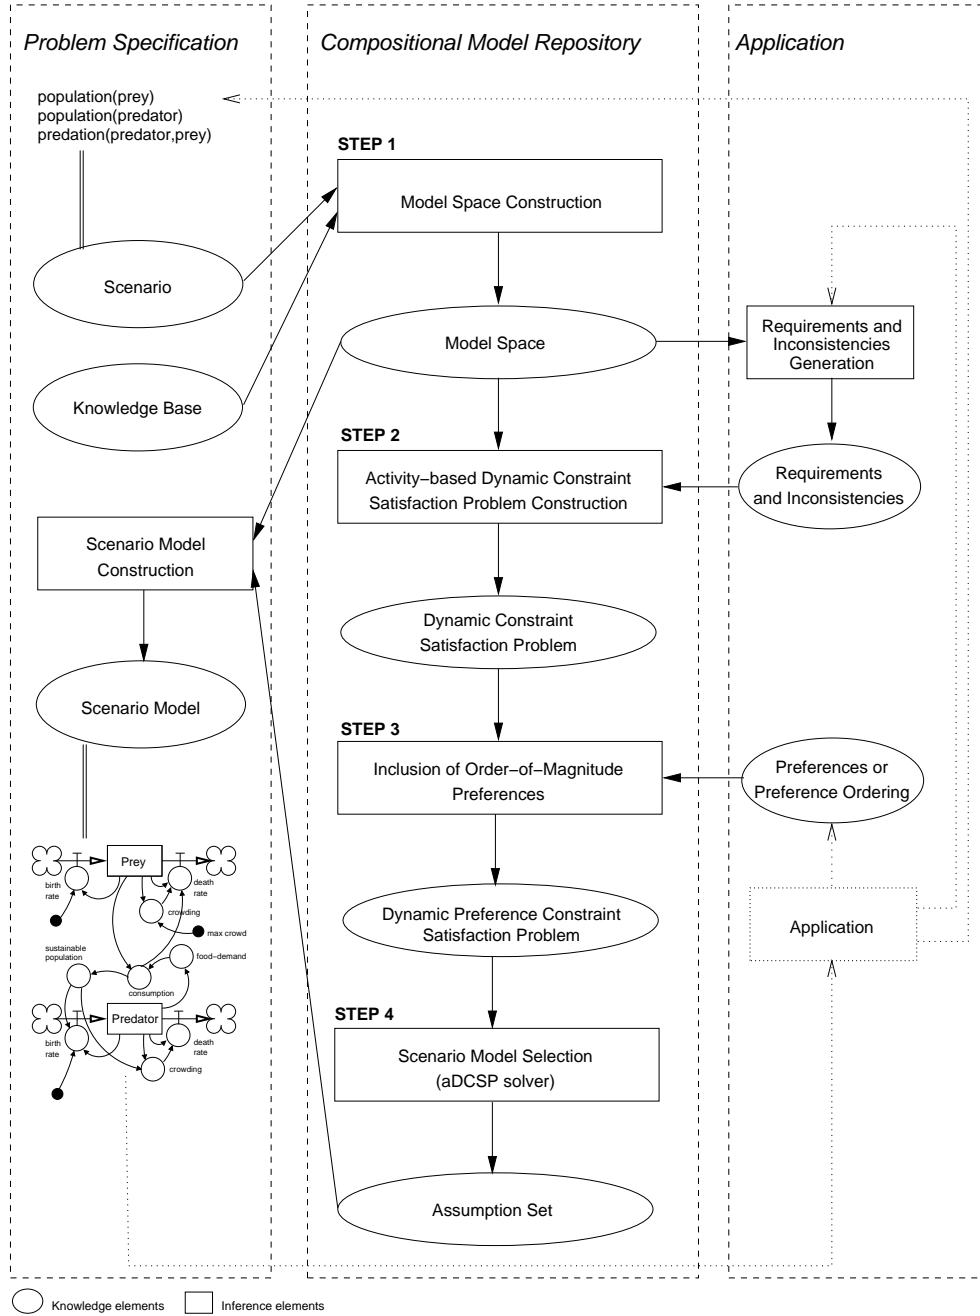 Problem Specification
Compositional Model Repository
Application
population(prey)
population(predator)
predation(predator,prey)
STEP 1
Model Space Construction
Scenario
Model Space
Requirements and
Inconsistencies
Generation
Knowledge Base
STEP 2
Activity−based Dynamic Constraint
Satisfaction Problem Construction
Requirements
and Inconsistencies
Scenario Model
Construction
Dynamic Constraint
Satisfaction Problem
Scenario Model
STEP 3
Inclusion of Order−of−Magnitude
Preferences
Preferences or
Preference Ordering
Prey
birth
rate
death
rate
crowding
max crowd
sustainable
population
food−demand
consumption
Predator
birth
rate
death
rate
crowding
Dynamic Preference Constraint
Satisfaction Problem
Application
STEP 4
Scenario Model Selection
(aDCSP solver)
Assumption Set
Knowledge elements
Inference elements